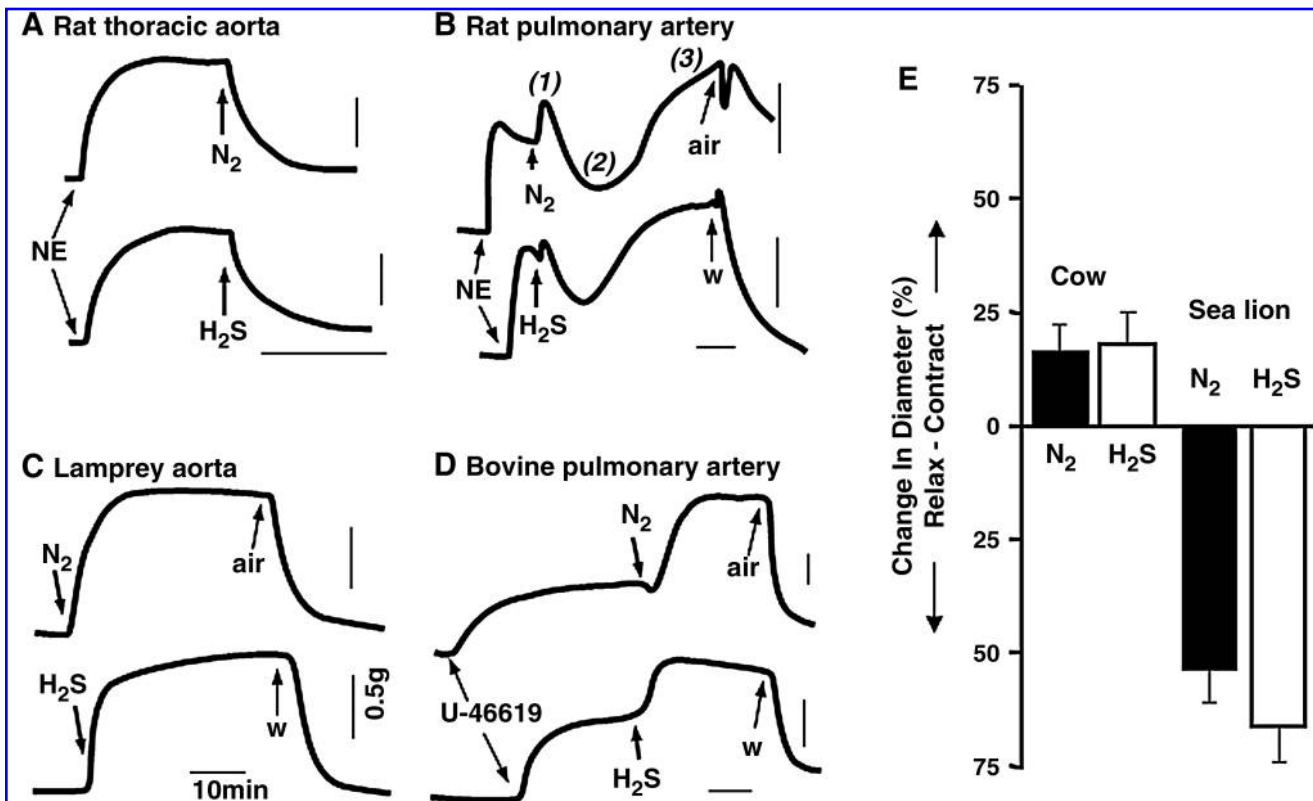 A Rat thoracic aorta
N2
NE
H2S
B Rat pulmonary artery
(1)
(2)
(3)
N2
air
NE
H2S
w
C Lamprey aorta
N2
air
H2S
w
0.5g
10min
D Bovine pulmonary artery
N2
air
U-46619
H2S
w
E
Change In Diameter (%)
Relax - Contract
75
50
25
0
25
50
75
Cow
N2 H2S
Sea lion
N2 H2S